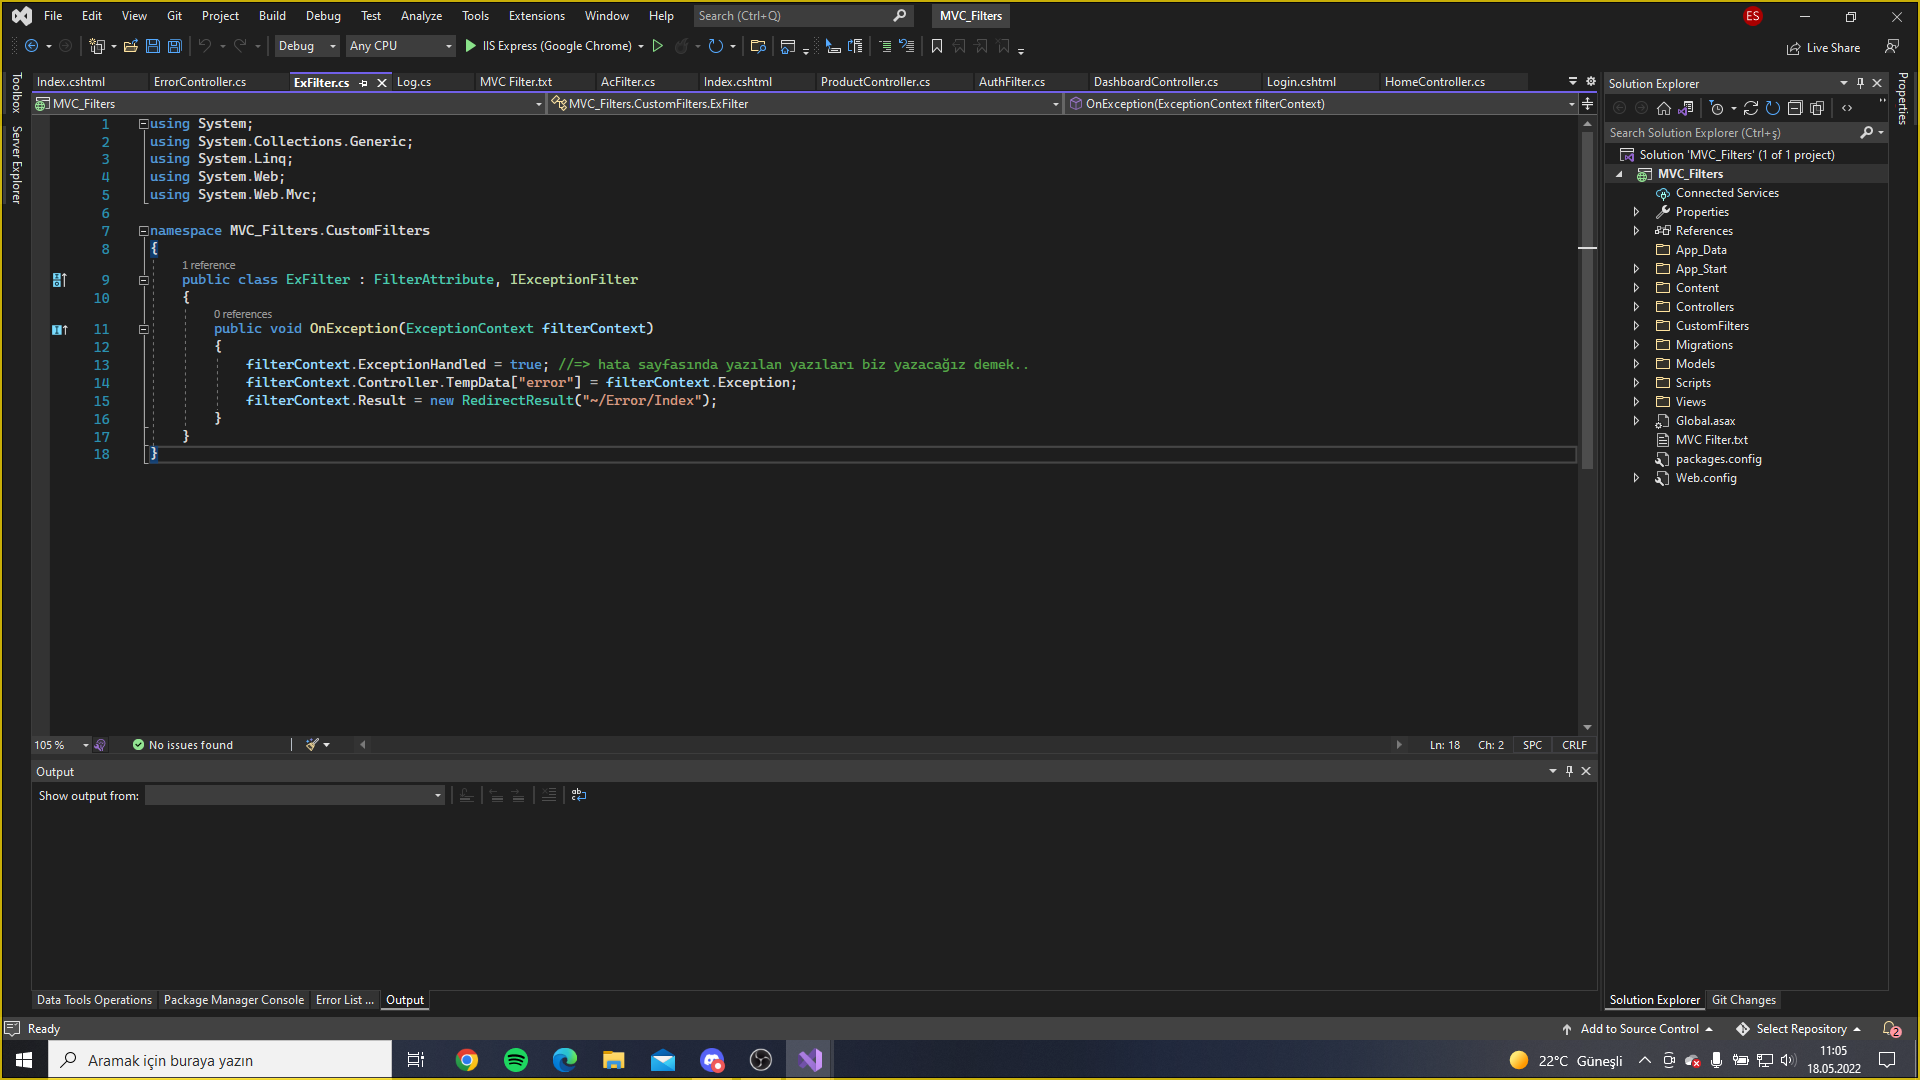 File Edit View Git Project Build Debug Test Analyze Tools Extensions Window Help Search (Ctrl+Q) MVC_Filters ES
Debug Any CPU IIS Express (Google Chrome) Live Share
Index.cshtml ErrorController.cs ExFilter.cs Log.cs MVC Filter.txt AcFilter.cs Index.cshtml ProductController.cs AuthFilter.cs DashboardController.cs Login.cshtml HomeController.cs
MVC_Filters MVC_Filters.CustomFilters.ExFilter OnException(ExceptionContext filterContext)
Toolbox
Server Explorer
1 using System;
2 using System.Collections.Generic;
3 using System.Linq;
4 using System.Web;
5 using System.Web.Mvc;
6
7 namespace MVC_Filters.CustomFilters
8 {
1 reference
9 public class ExFilter : FilterAttribute, IExceptionFilter
10 {
0 references
11 public void OnException(ExceptionContext filterContext)
12 {
13 filterContext.ExceptionHandled = true; //=> hata sayfasında yazılan yazıları biz yazacağız demek..
14 filterContext.Controller.TempData["error"] = filterContext.Exception;
15 filterContext.Result = new RedirectResult("~/Error/Index");
16 }
17 }
18 }
105 % No issues found Ln: 18 Ch: 2 SPC CRLF
Output
Show output from:
Data Tools Operations Package Manager Console Error List ... Output
Solution Explorer
Search Solution Explorer (Ctrl+ş)
Solution 'MVC_Filters' (1 of 1 project)
MVC_Filters
Connected Services
Properties
References
App_Data
App_Start
Content
Controllers
CustomFilters
Migrations
Models
Scripts
Views
Global.asax
MVC Filter.txt
packages.config
Web.config
Solution Explorer Git Changes
Properties
Ready Add to Source Control Select Repository 2
Aramak için buraya yazın 22°C Güneşli 11:05
18.05.2022